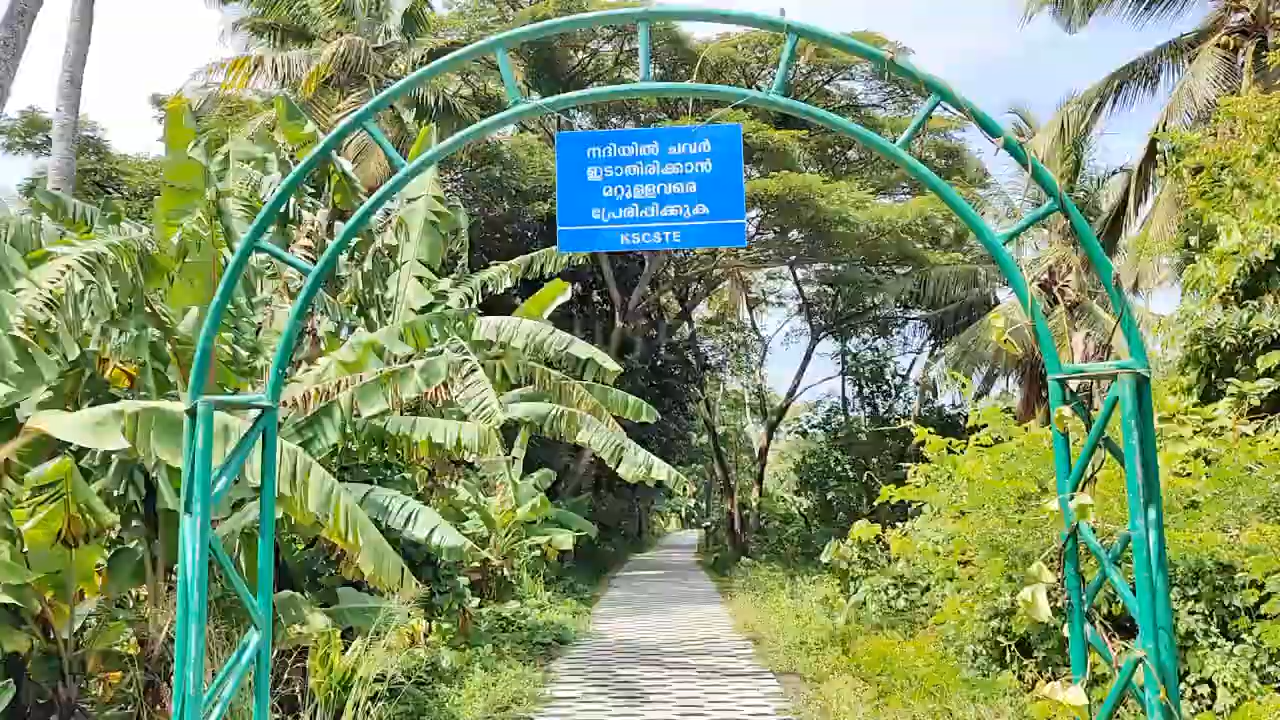 നദിയിൽ ചവർ
ഇടാതിരിക്കാൻ
മറ്റുള്ളവരെ
പ്രേരിപ്പിക്കുക
KSCSTE